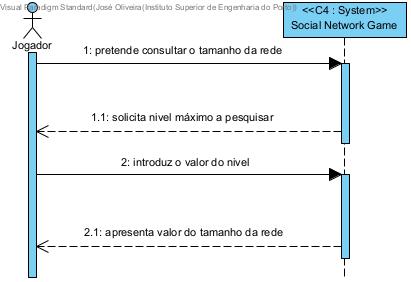 Visual Paradigm Standard(José Oliveira(Instituto Superior de Engenharia do Porto))
<<C4 : System>>
Social Network Game
Jogador
1: pretende consultar o tamanho da rede
1.1: solicita nivel máximo a pesquisar
2: introduz o valor do nivel
2.1: apresenta valor do tamanho da rede